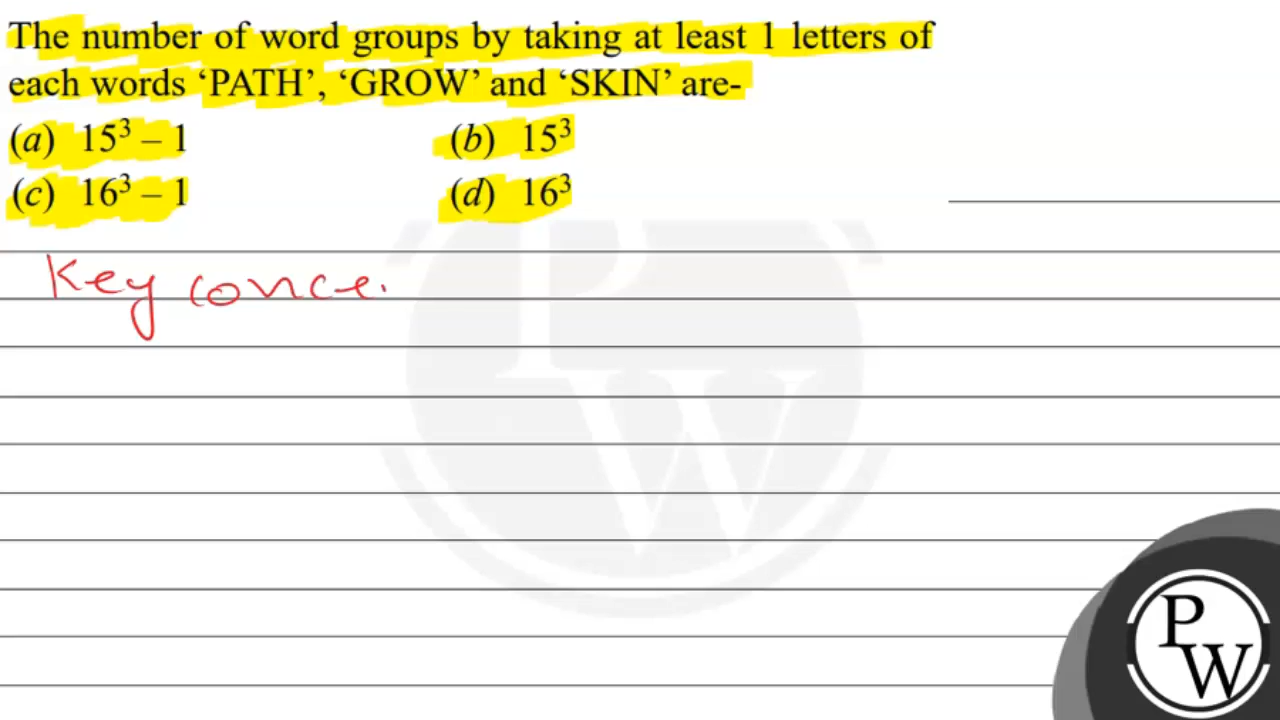 The number of word groups by taking at least 1 letters of
each words ‘PATH’, ‘GROW’ and ‘SKIN’ are-
(a) 15³ – 1 (b) 15³
(c) 16³ – 1 (d) 16³
Key conce.
PW
PW